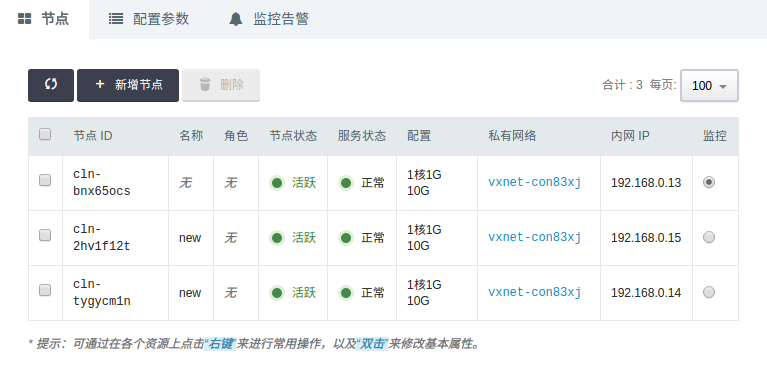 节点 配置参数 监控告警
+ 新增节点 删除 合计 : 3 每页: 100
节点 ID 名称 角色 节点状态 服务状态 配置 私有网络 内网 IP 监控
cln-
bnx65ocs 无 无 活跃 正常 1核1G
10G vxnet-con83xj 192.168.0.13
cln-
2hv1f12t new 无 活跃 正常 1核1G
10G vxnet-con83xj 192.168.0.15
cln-
tygycm1n new 无 活跃 正常 1核1G
10G vxnet-con83xj 192.168.0.14
* 提示：可通过在各个资源上点击“右键”来进行常用操作，以及“双击”来修改基本属性。